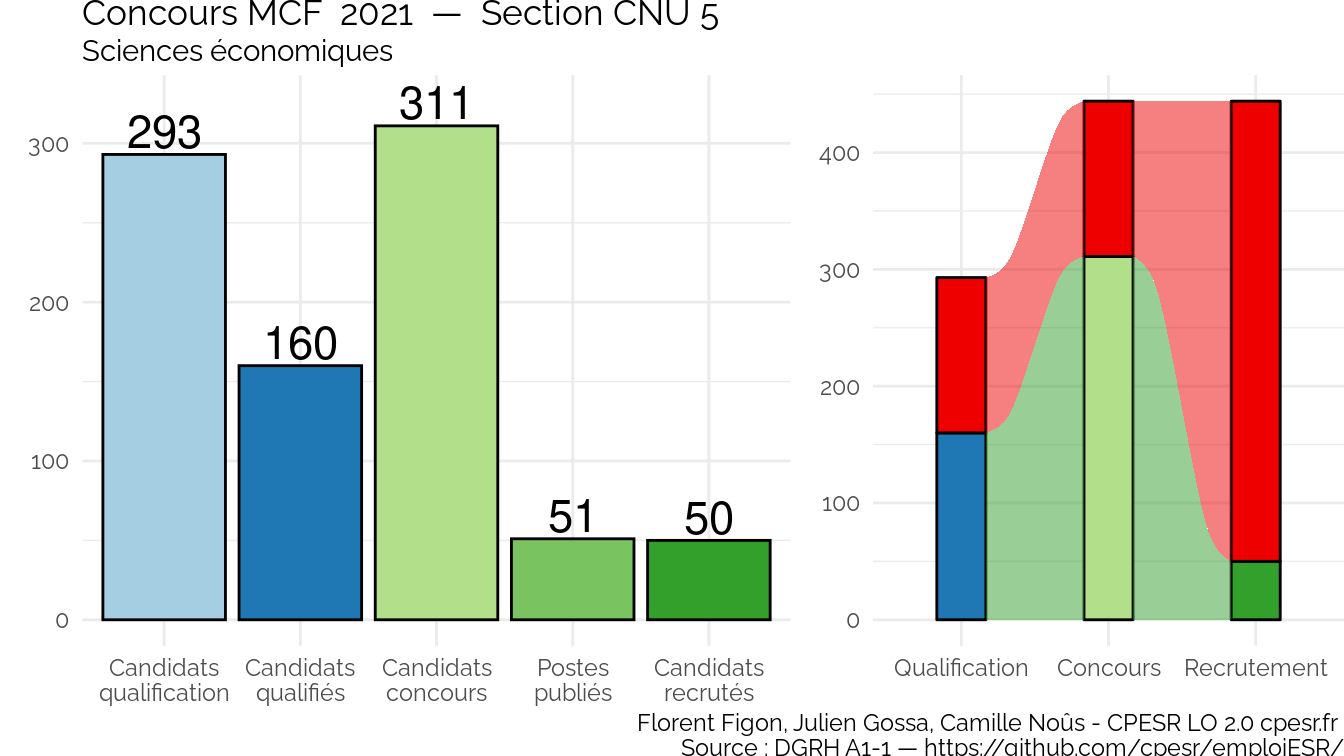 Concours MCF 2021 — Section CNU 5
Sciences économiques
293
160
311
51
50
300
200
100
0
Candidats qualification
Candidats qualifiés
Candidats concours
Postes publiés
Candidats recrutés
400
300
200
100
0
Qualification
Concours
Recrutement
Florent Figon, Julien Gossa, Camille Noûs - CPESR LO 2.0 cpesr.fr
Source : DGRH A1-1 — https://github.com/cpesr/emploiESR/